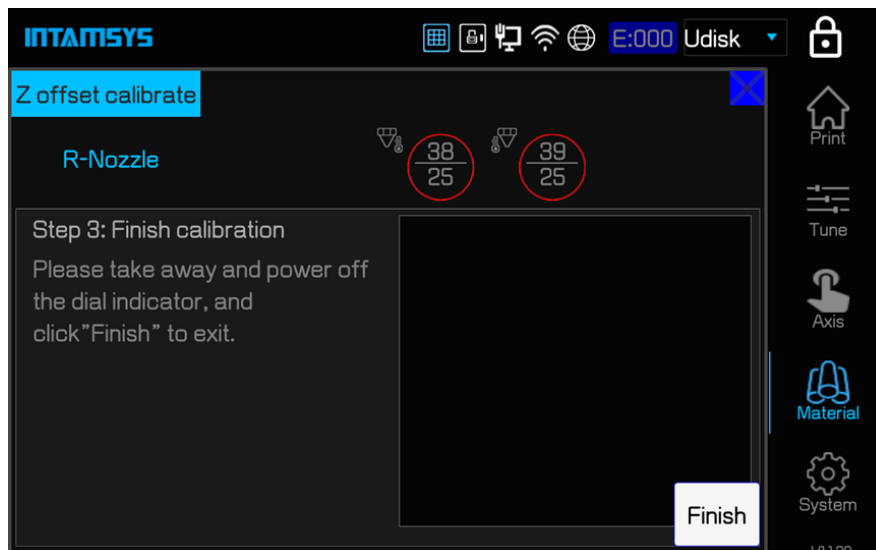 INTAMSYS
E:000
Udisk
Z offset calibrate
R-Nozzle
38
25
39
25
Step 3: Finish calibration
Please take away and power off
the dial indicator, and
click"Finish" to exit.
Finish
Print
Tune
Axis
Material
System